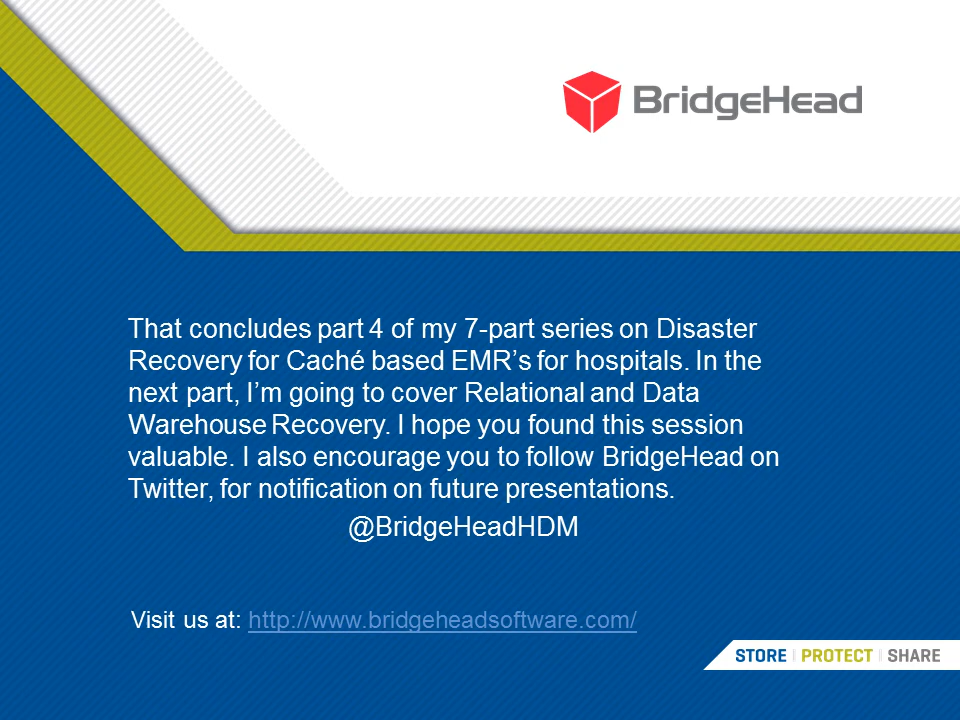 BridgeHead
That concludes part 4 of my 7-part series on Disaster
Recovery for Caché based EMR’s for hospitals. In the
next part, I’m going to cover Relational and Data
Warehouse Recovery. I hope you found this session
valuable. I also encourage you to follow BridgeHead on
Twitter, for notification on future presentations.
@BridgeHeadHDM
Visit us at: http://www.bridgeheadsoftware.com/
STORE | PROTECT | SHARE